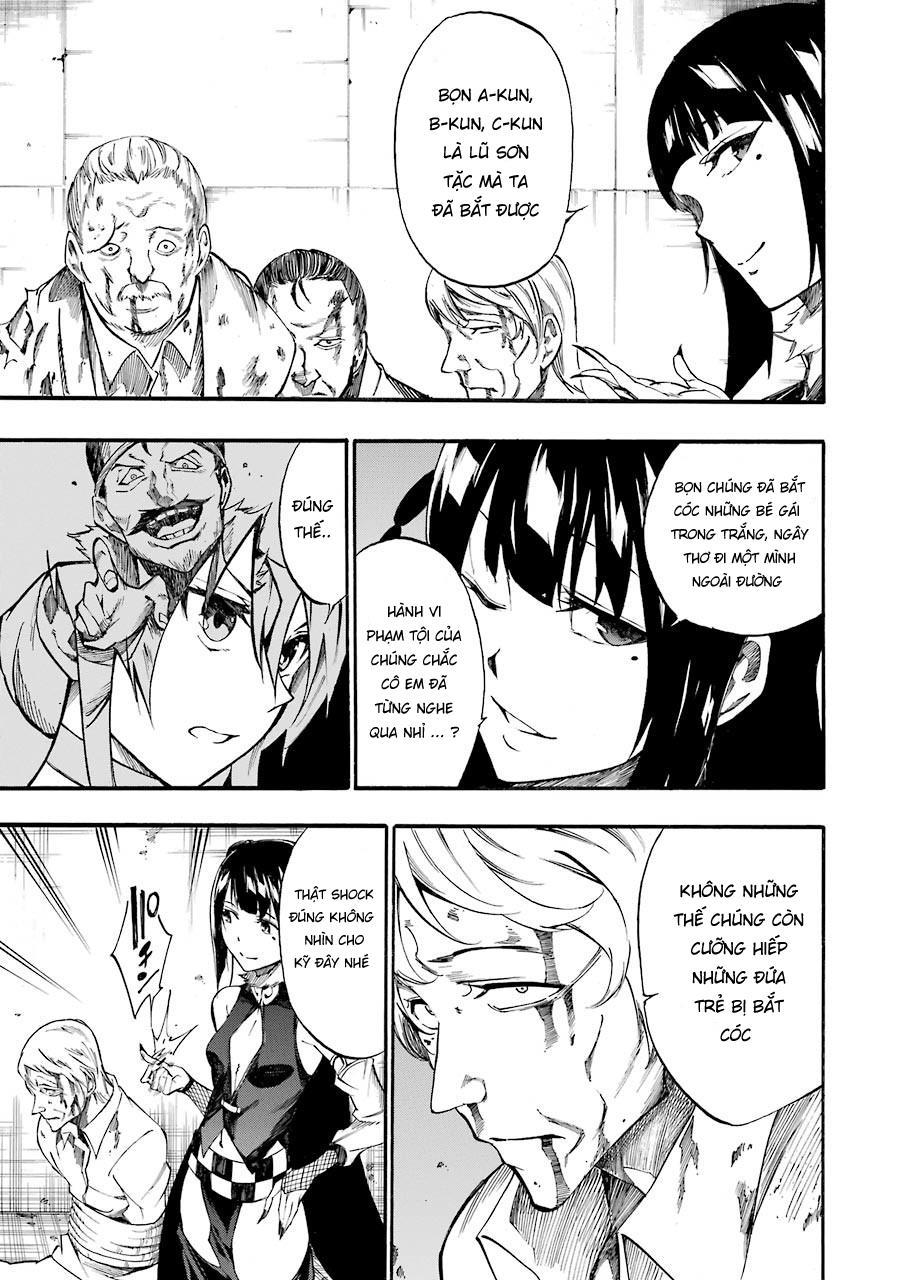 BỌN A-KUN,
B-KUN, C-KUN
LÀ LŨ SƠN
TẶC MÀ TA
ĐÃ BẮT ĐƯỢC
BỌN CHÚNG ĐÃ BẮT
CÓC NHỮNG BÉ GÁI
TRONG TRẮNG, NGÂY
THƠ ĐI MỘT MÌNH
NGOÀI ĐƯỜNG
HÀNH VI
PHẠM TỘI CỦA
CHÚNG CHẮC
CÔ EM ĐÃ
TỪNG NGHE
QUA NHỈ ... ?
ĐÚNG
THẾ..
KHÔNG NHỮNG
THẾ CHÚNG CÒN
CƯỠNG HIẾP
NHỮNG ĐỨA
TRẺ BỊ BẮT
CÓC
THẬT SHOCK
ĐÚNG KHÔNG
NHÌN CHO
KỸ ĐÂY NHÉ